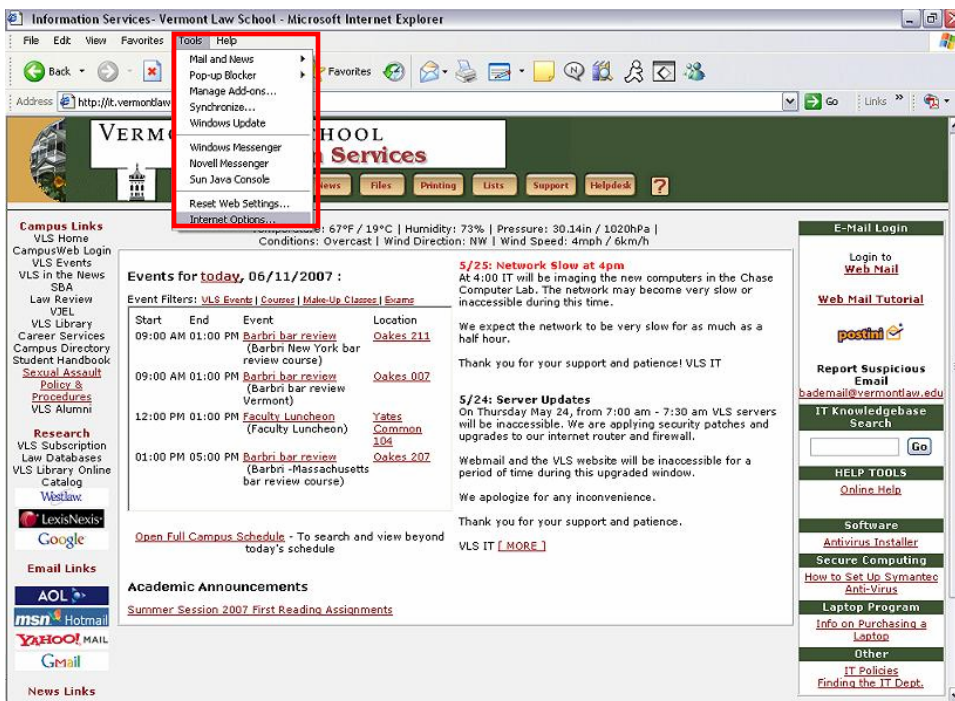 Information Services- Vermont Law School - Microsoft Internet Explorer
File Edit View Favorites Tools Help
Back Favorites
Address http://it.vermontlaw Go Links »
Mail and News
Pop-up Blocker
Manage Add-ons...
Synchronize...
Windows Update
Windows Messenger
Novell Messenger
Sun Java Console
Reset Web Settings...
Internet Options...
VERM HOOL
Services
News Files Printing Lists Support Helpdesk ?
67°F / 19°C | Humidity: 73% | Pressure: 30.14in / 1020hPa |
Conditions: Overcast | Wind Direction: NW | Wind Speed: 4mph / 6km/h
Campus Links
VLS Home
CampusWeb Login
VLS Events
VLS in the News
SBA
Law Review
VJEL
VLS Library
Career Services
Campus Directory
Student Handbook
Sexual Assault
Policy &
Procedures
VLS Alumni
Research
VLS Subscription
Law Databases
VLS Library Online
Catalog
Westlaw.
LexisNexis
Google
Email Links
AOL
msn Hotmail
YAHOO! MAIL
GMail
News Links
Events for today, 06/11/2007 :
Event Filters: VLS Events | Courses | Make-Up Classes | Exams
Start End Event Location
09:00 AM 01:00 PM Barbri bar review Oakes 211
(Barbri New York bar
review course)
09:00 AM 01:00 PM Barbri bar review Oakes 007
(Barbri bar review
Vermont)
12:00 PM 01:00 PM Faculty Luncheon Yates
(Faculty Luncheon) Common
104
01:00 PM 05:00 PM Barbri bar review Oakes 207
(Barbri -Massachusetts
bar review course)
Open Full Campus Schedule - To search and view beyond
today's schedule
Academic Announcements
Summer Session 2007 First Reading Assignments
5/25: Network Slow at 4pm
At 4:00 IT will be imaging the new computers in the Chase
Computer Lab. The network may become very slow or
inaccessible during this time.
We expect the network to be very slow for as much as a
half hour.
Thank you for your support and patience! VLS IT
5/24: Server Updates
On Thursday May 24, from 7:00 am - 7:30 am VLS servers
will be inaccessible. We are applying security patches and
upgrades to our internet router and firewall.
Webmail and the VLS website will be inaccessible for a
period of time during this upgraded window.
We apologize for any inconvenience.
Thank you for your support and patience.
VLS IT [ MORE ]
E-Mail Login
Login to
Web Mail
Web Mail Tutorial
postini
Report Suspicious
Email
bademail@vermontlaw.edu
IT Knowledgebase
Search
Go
HELP TOOLS
Online Help
Software
Antivirus Installer
Secure Computing
How to Set Up Symantec
Anti-Virus
Laptop Program
Info on Purchasing a
Laptop
Other
IT Policies
Finding the IT Dept.